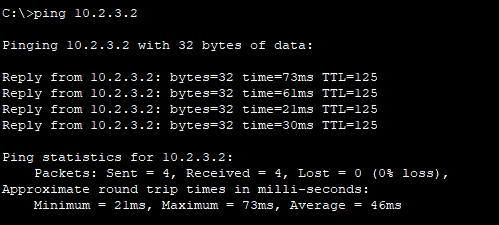 C:\>ping 10.2.3.2
Pinging 10.2.3.2 with 32 bytes of data:
Reply from 10.2.3.2: bytes=32 time=73ms TTL=125
Reply from 10.2.3.2: bytes=32 time=61ms TTL=125
Reply from 10.2.3.2: bytes=32 time=21ms TTL=125
Reply from 10.2.3.2: bytes=32 time=30ms TTL=125
Ping statistics for 10.2.3.2:
    Packets: Sent = 4, Received = 4, Lost = 0 (0% loss),
Approximate round trip times in milli-seconds:
    Minimum = 21ms, Maximum = 73ms, Average = 46ms